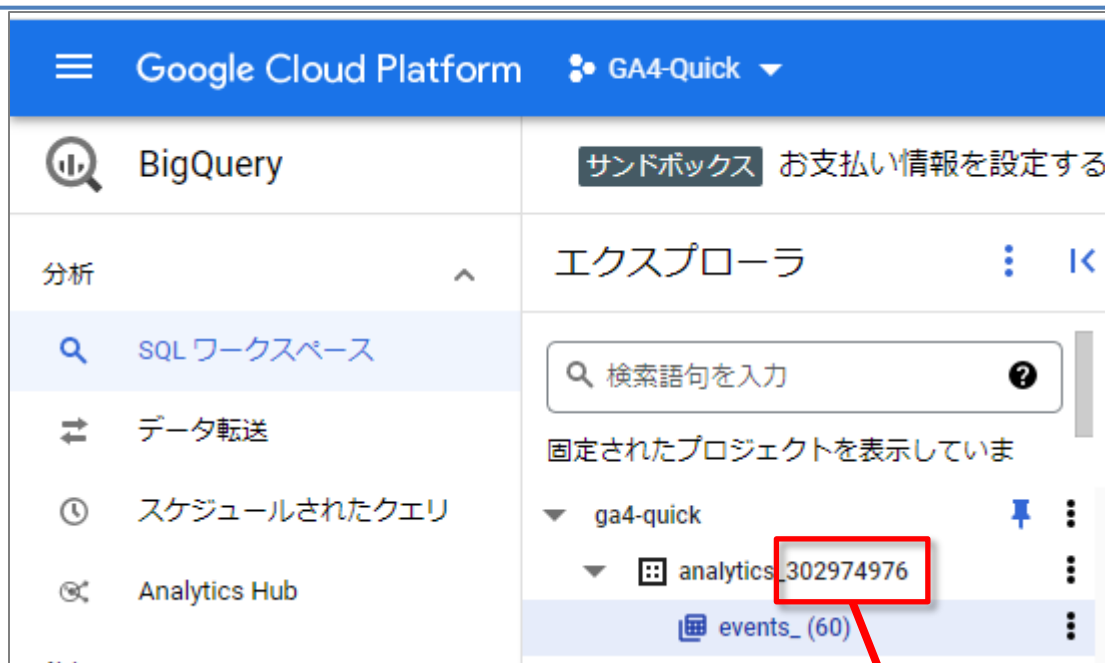 Google Cloud Platform GA4-Quick
BigQuery
サンドボックス お支払い情報を設定する
分析
エクスプローラ
SQL ワークスペース
検索語句を入力
データ転送
固定されたプロジェクトを表示していま
スケジュールされたクエリ
ga4-quick
Analytics Hub
analytics_302974976
events_ (60)